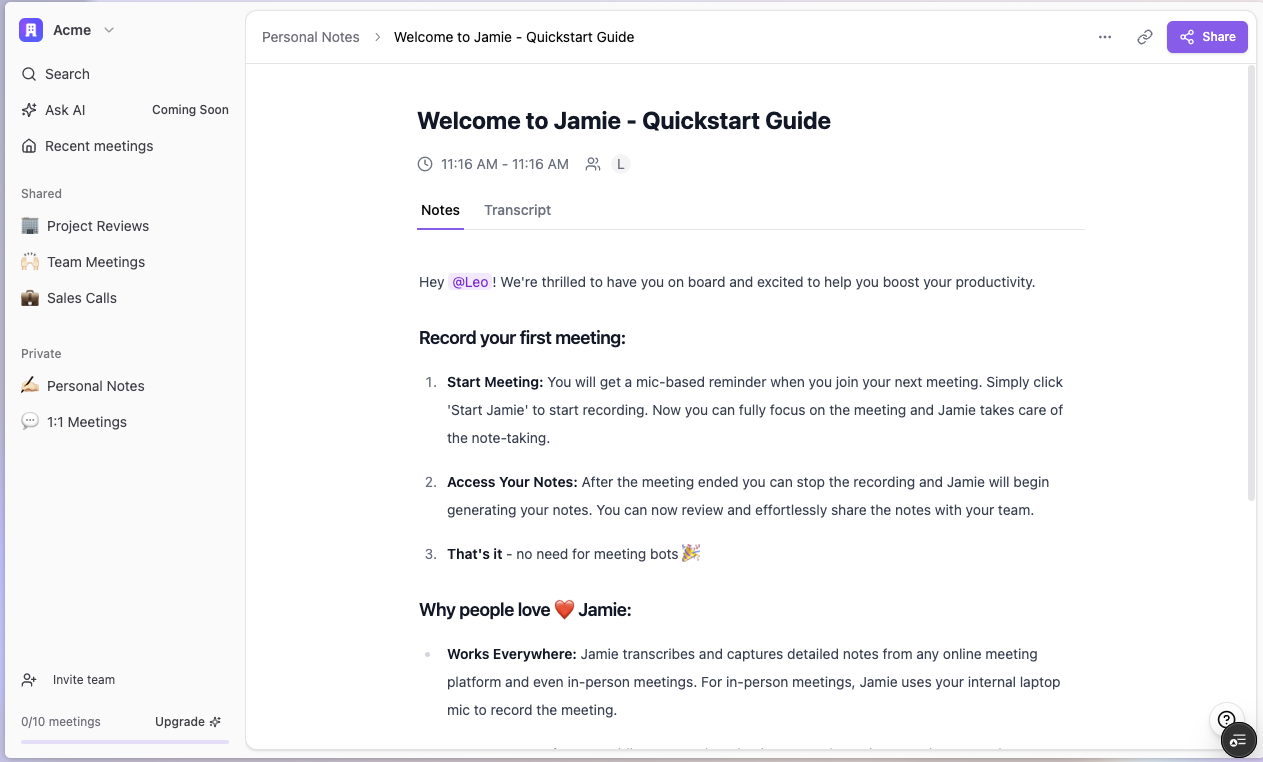 Acme
Search
Ask AI Coming Soon
Recent meetings
Shared
Project Reviews
Team Meetings
Sales Calls
Private
Personal Notes
1:1 Meetings
Invite team
0/10 meetings Upgrade
Personal Notes > Welcome to Jamie - Quickstart Guide
Share
Welcome to Jamie - Quickstart Guide
11:16 AM - 11:16 AM L
Notes Transcript
Hey @Leo! We're thrilled to have you on board and excited to help you boost your productivity.
Record your first meeting:
1. Start Meeting: You will get a mic-based reminder when you join your next meeting. Simply click
'Start Jamie' to start recording. Now you can fully focus on the meeting and Jamie takes care of
the note-taking.
2. Access Your Notes: After the meeting ended you can stop the recording and Jamie will begin
generating your notes. You can now review and effortlessly share the notes with your team.
3. That's it - no need for meeting bots 🎉
Why people love ❤️ Jamie:
Works Everywhere: Jamie transcribes and captures detailed notes from any online meeting
platform and even in-person meetings. For in-person meetings, Jamie uses your internal laptop
mic to record the meeting.